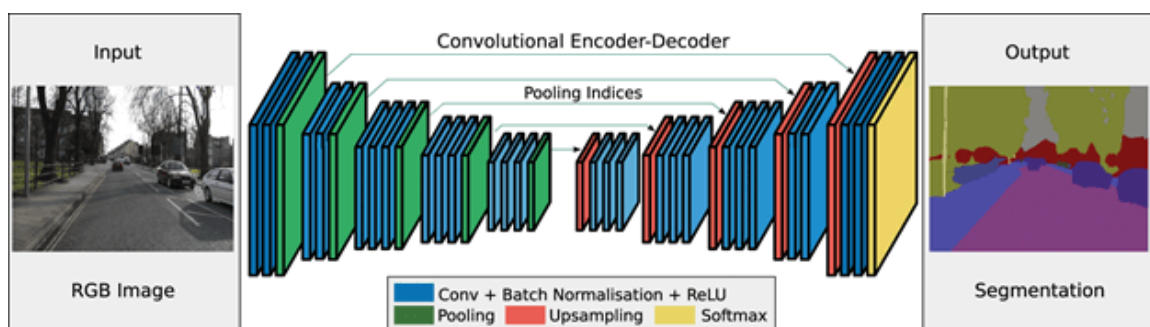 Input
RGB Image
Convolutional Encoder-Decoder
Pooling Indices
Conv + Batch Normalisation + ReLU
Pooling Upsampling Softmax
Output
Segmentation